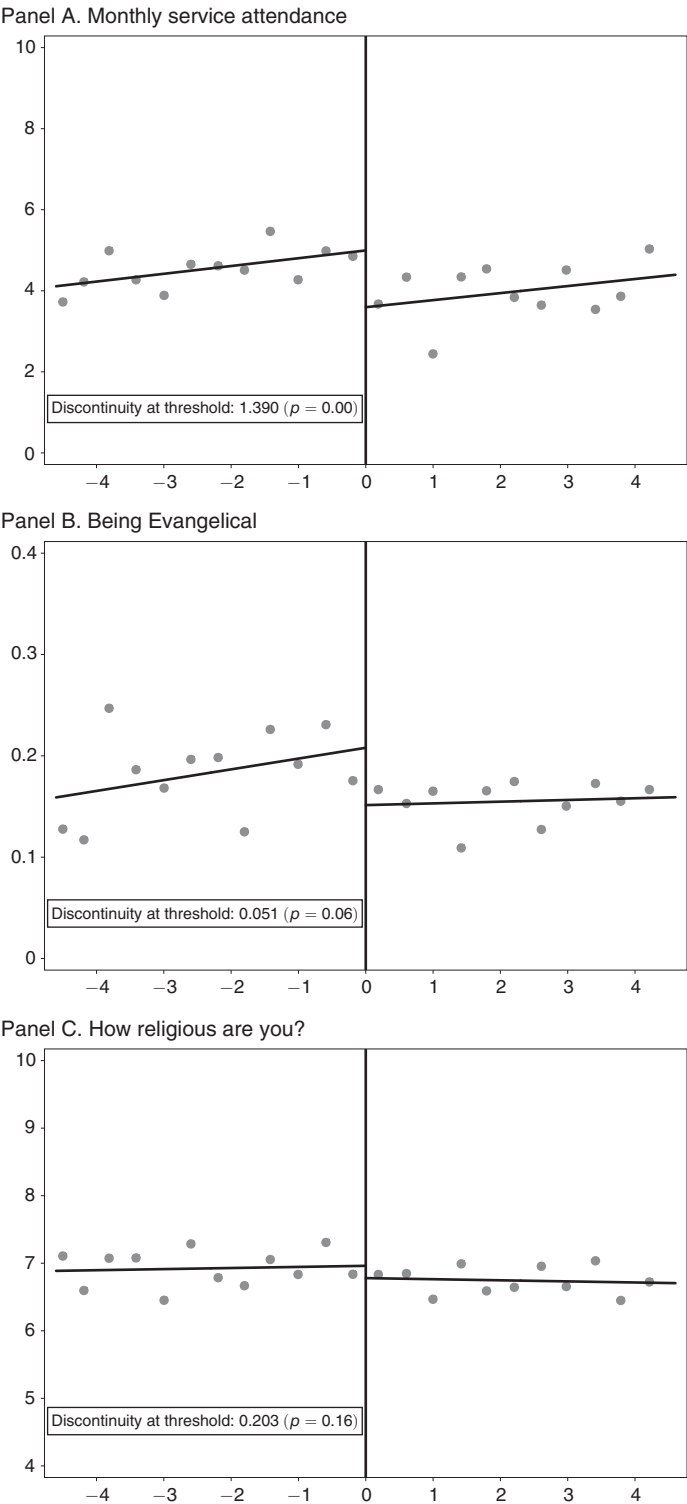 Panel A. Monthly service attendance
10
8
6
4
2
Discontinuity at threshold: 1.390 (p = 0.00)
0
−4 −3 −2 −1 0 1 2 3 4
Panel B. Being Evangelical
0.4
0.3
0.2
0.1
Discontinuity at threshold: 0.051 (p = 0.06)
0
−4 −3 −2 −1 0 1 2 3 4
Panel C. How religious are you?
10
9
8
7
6
5
Discontinuity at threshold: 0.203 (p = 0.16)
4
−4 −3 −2 −1 0 1 2 3 4